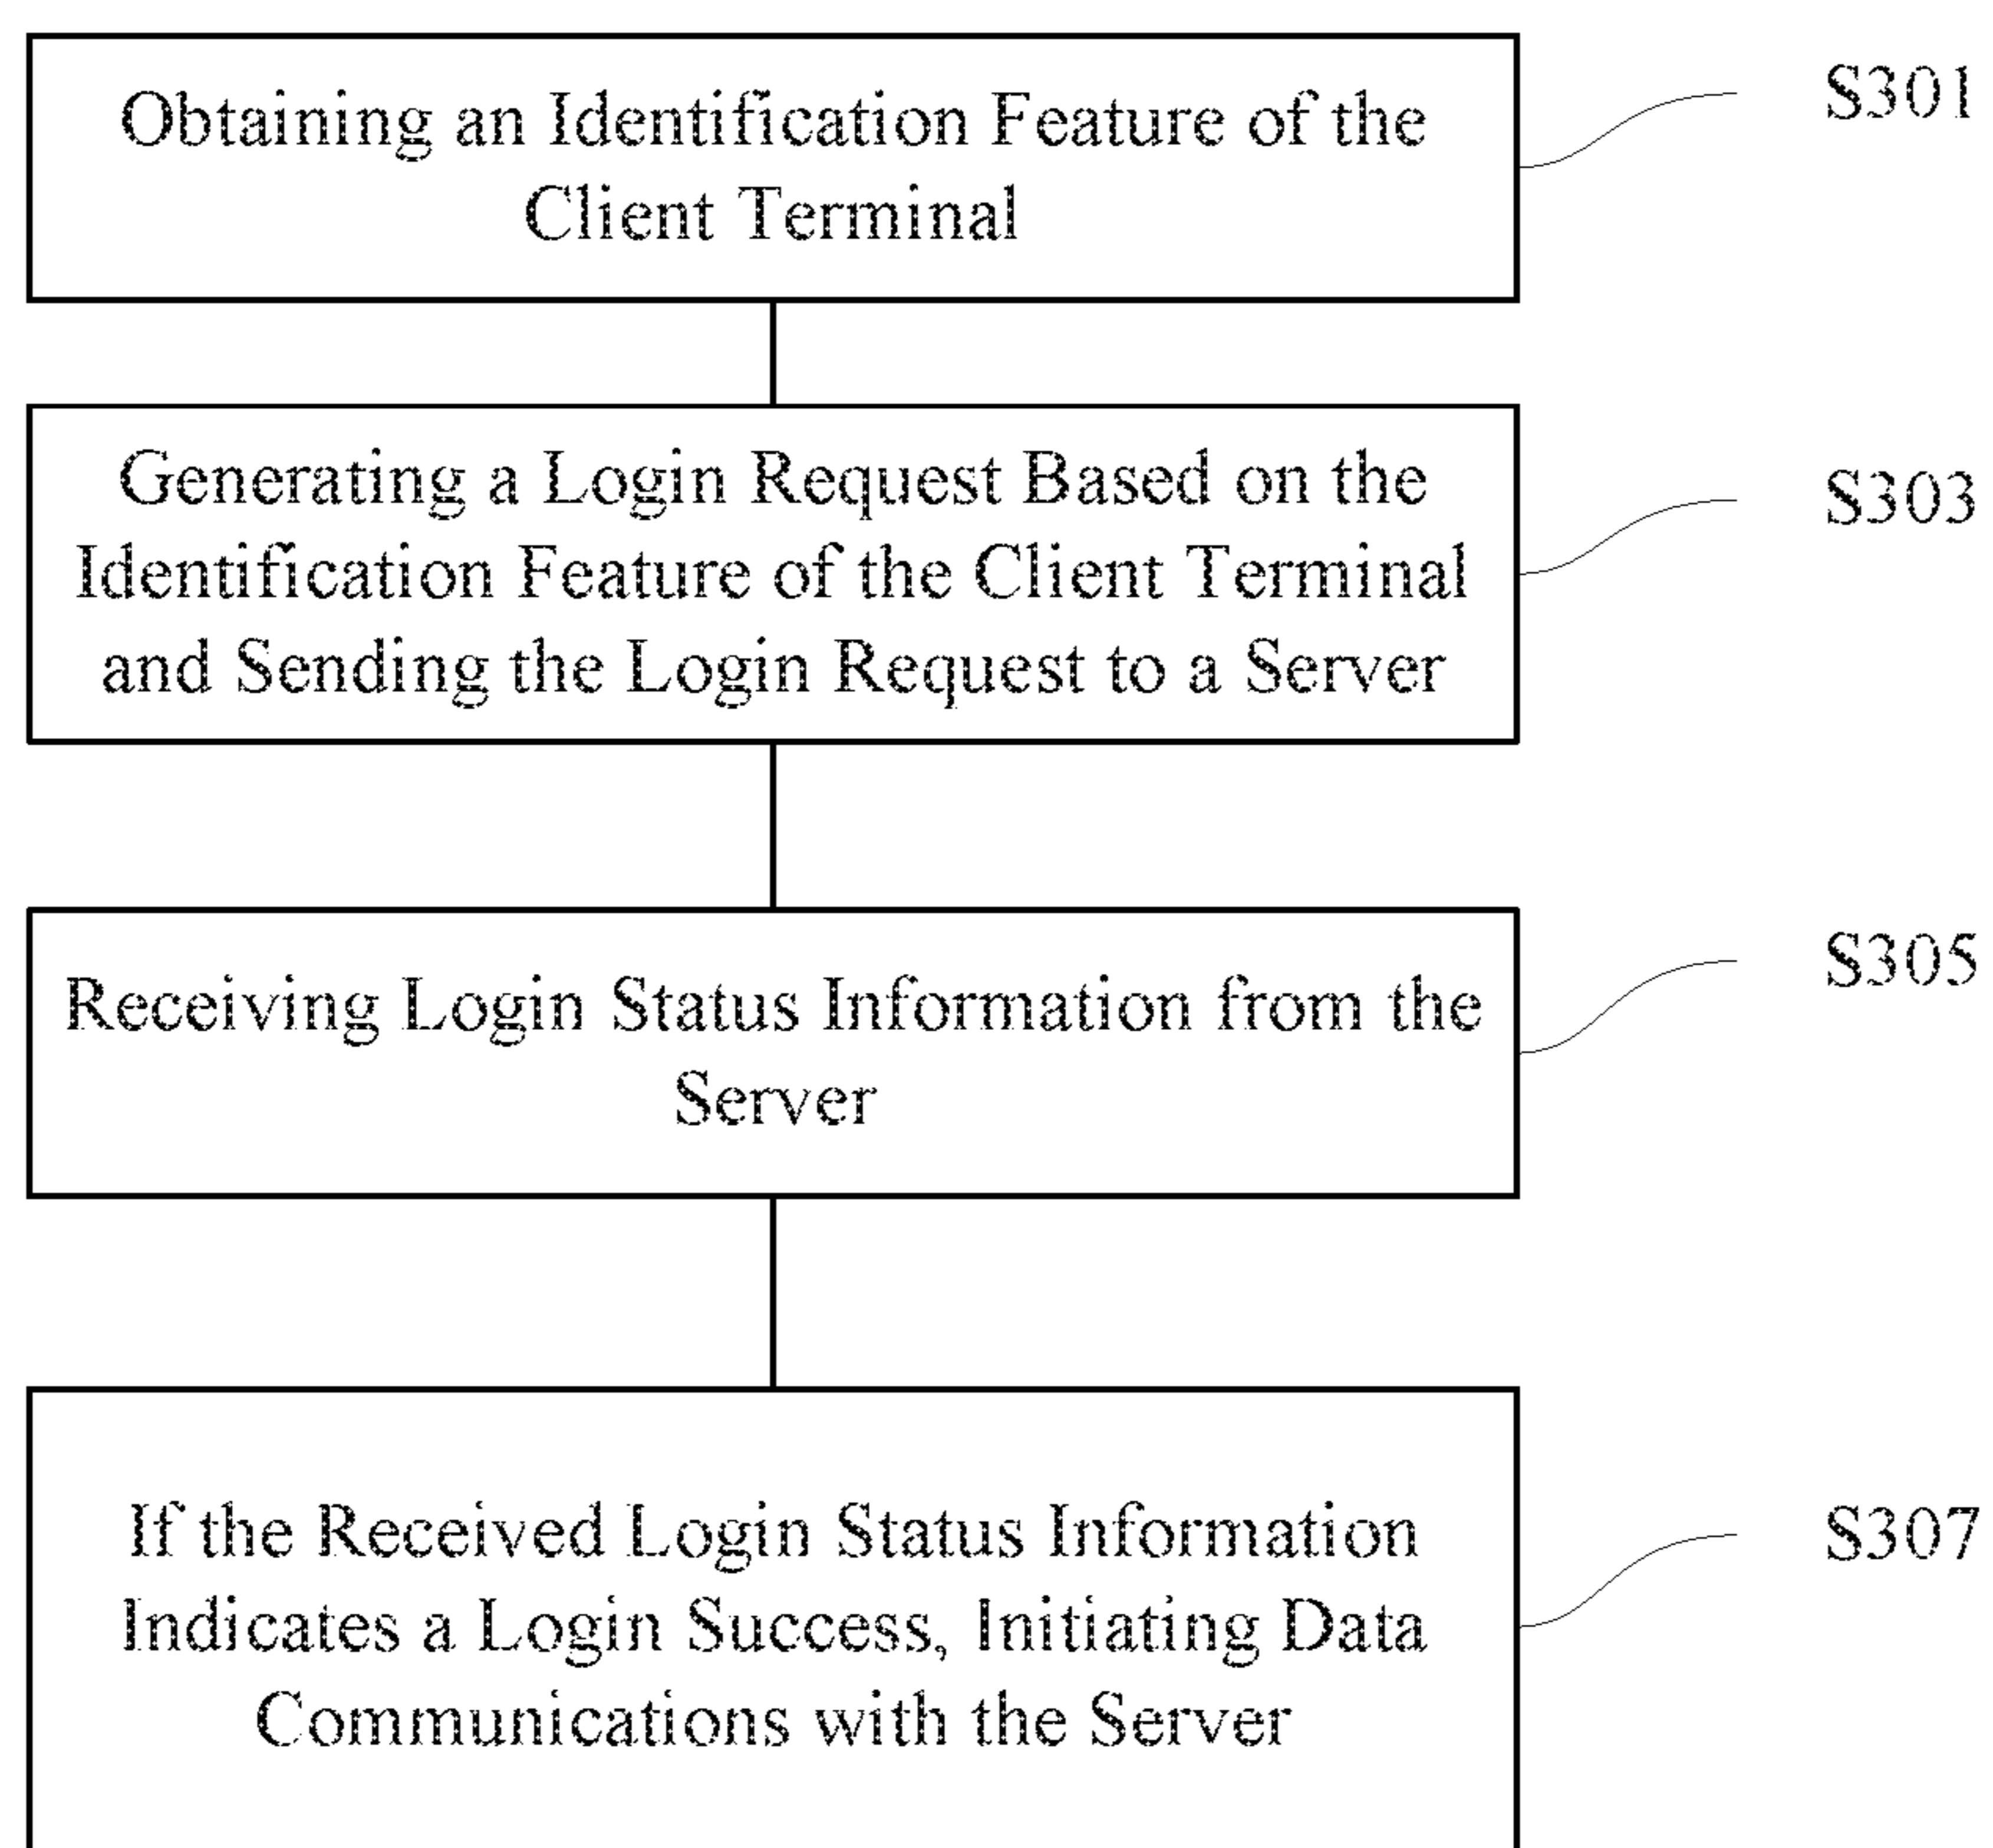 Obtaining an Identification Feature of the
Client Terminal
S301
Generating a Login Request Based on the
Identification Feature of the Client Terminal
and Sending the Login Request to a Server
S303
Receiving Login Status Information from the
Server
S305
If the Received Login Status Information
Indicates a Login Success, Initiating Data
Communications with the Server
S307